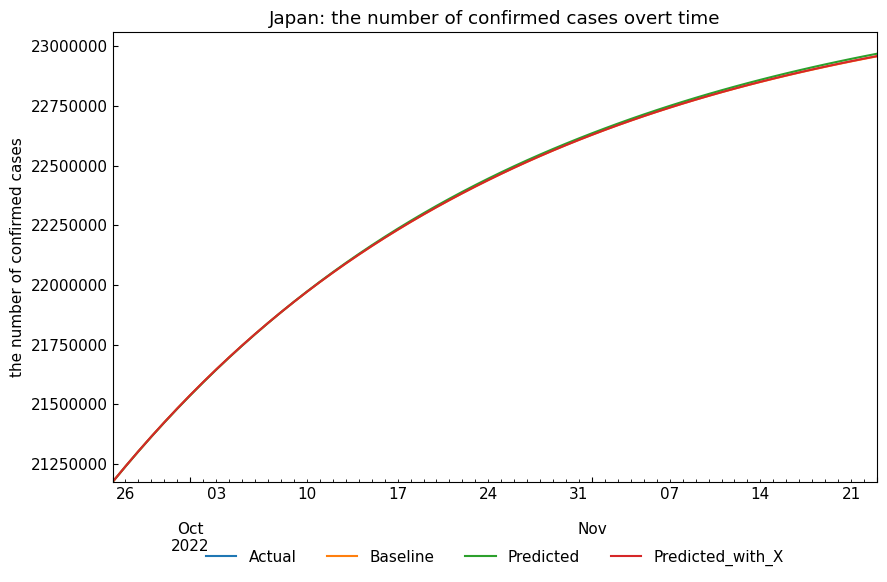 Japan: the number of confirmed cases overt time
the number of confirmed cases
23000000
22750000
22500000
22250000
22000000
21750000
21500000
21250000
26 03 10 17 24 31 07 14 21
Oct Nov
2022
Actual Baseline Predicted Predicted_with_X